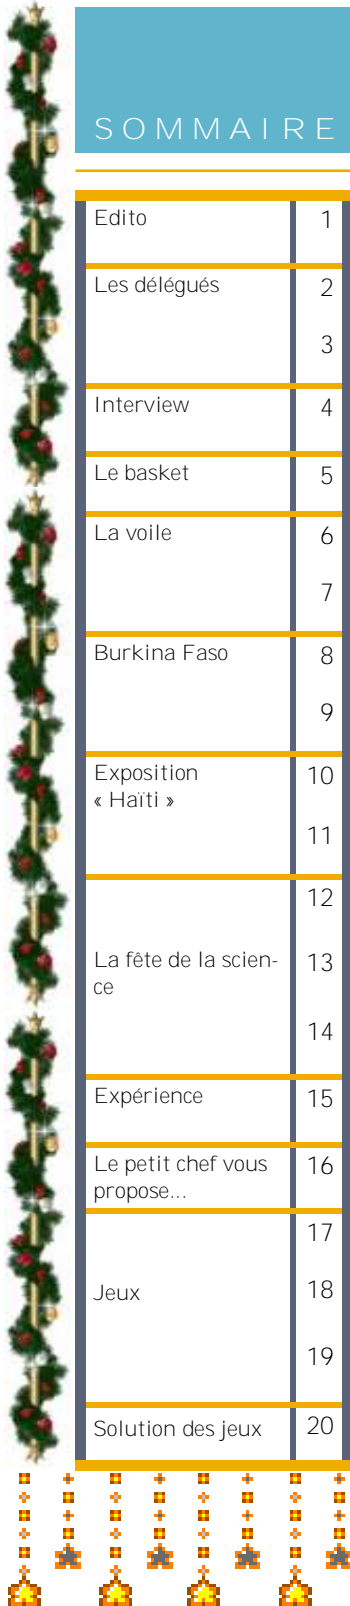 SOMMAIRE
Edito 1
Les délégués 2
3
Interview 4
Le basket 5
La voile 6
7
Burkina Faso 8
9
Exposition 10
« Haïti »
11
12
La fête de la scien- 13
ce
14
Expérience 15
Le petit chef vous 16
propose...
17
Jeux 18
19
Solution des jeux 20